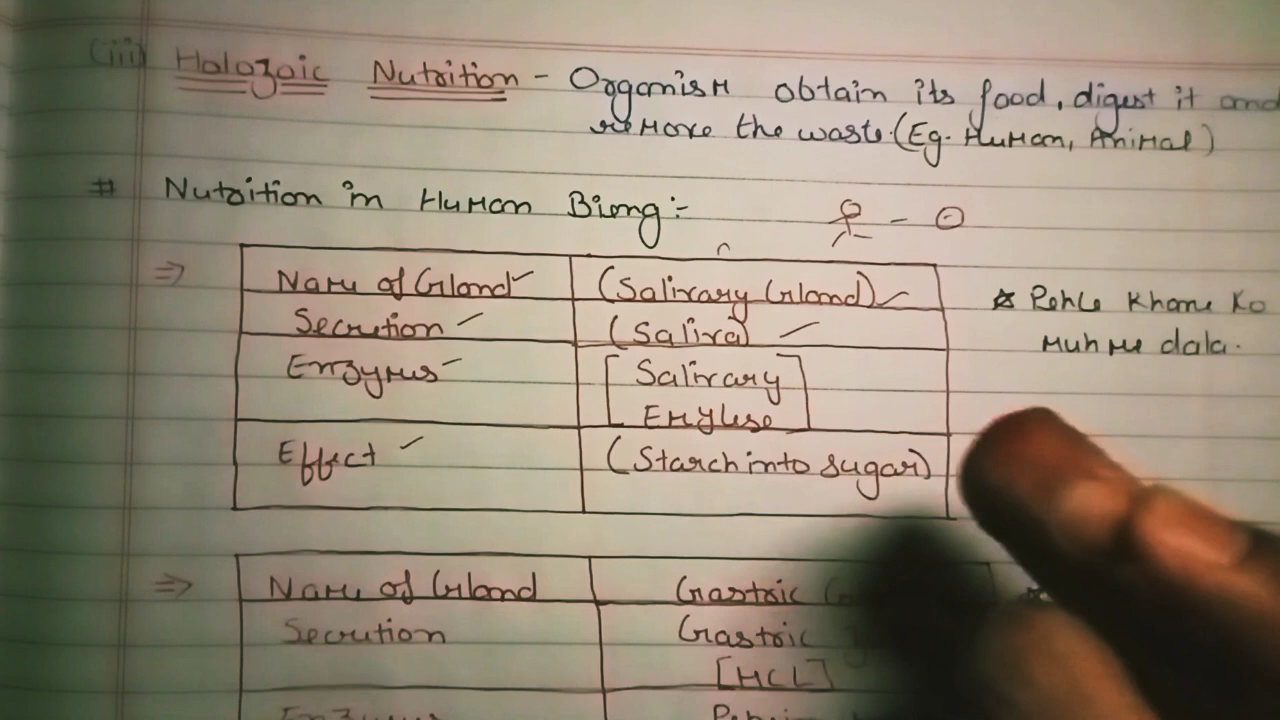 (iii) Holozoic Nutrition - Organism obtain its food, digest it and
remove the waste. (Eg. Human, Animal)
# Nutrition in Human Biong :-
⇒ Name of Gland (Salivary Gland)
Secretion (Saliva)
☆ Pehle Khane Ko
muh me dala.
Enzymes [Salivary
Emylese]
Effect (Starch into sugar)
⇒ Name of Gland Gastric
Secretion Gastric
[HCL]